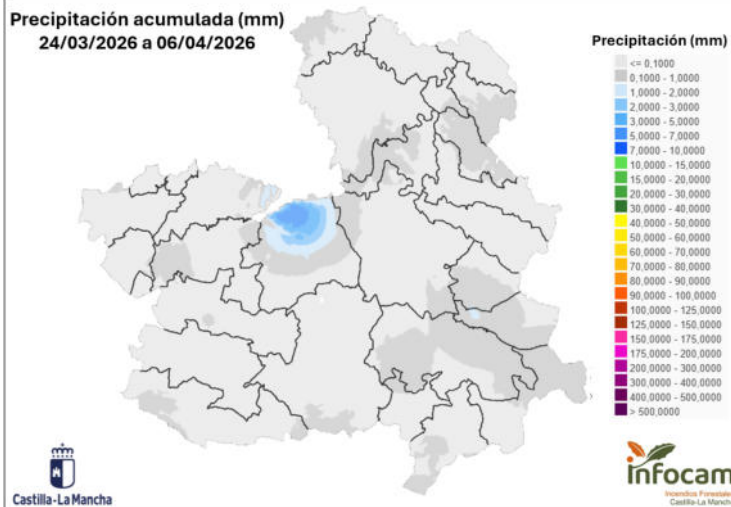 Precipitación acumulada (mm)
24/03/2026 a 06/04/2026
Precipitación (mm)
<= 0,1000
0,1000 - 1,0000
1,0000 - 2,0000
2,0000 - 3,0000
3,0000 - 5,0000
5,0000 - 7,0000
7,0000 - 10,0000
10,0000 - 15,0000
15,0000 - 20,0000
20,0000 - 30,0000
30,0000 - 40,0000
40,0000 - 50,0000
50,0000 - 60,0000
60,0000 - 70,0000
70,0000 - 80,0000
80,0000 - 90,0000
90,0000 - 100,0000
100,0000 - 125,0000
125,0000 - 150,0000
150,0000 - 175,0000
175,0000 - 200,0000
200,0000 - 300,0000
300,0000 - 400,0000
400,0000 - 500,0000
> 500,0000
Castilla-La Mancha
infocam
Incendios Forestale
Castilla-La Manch